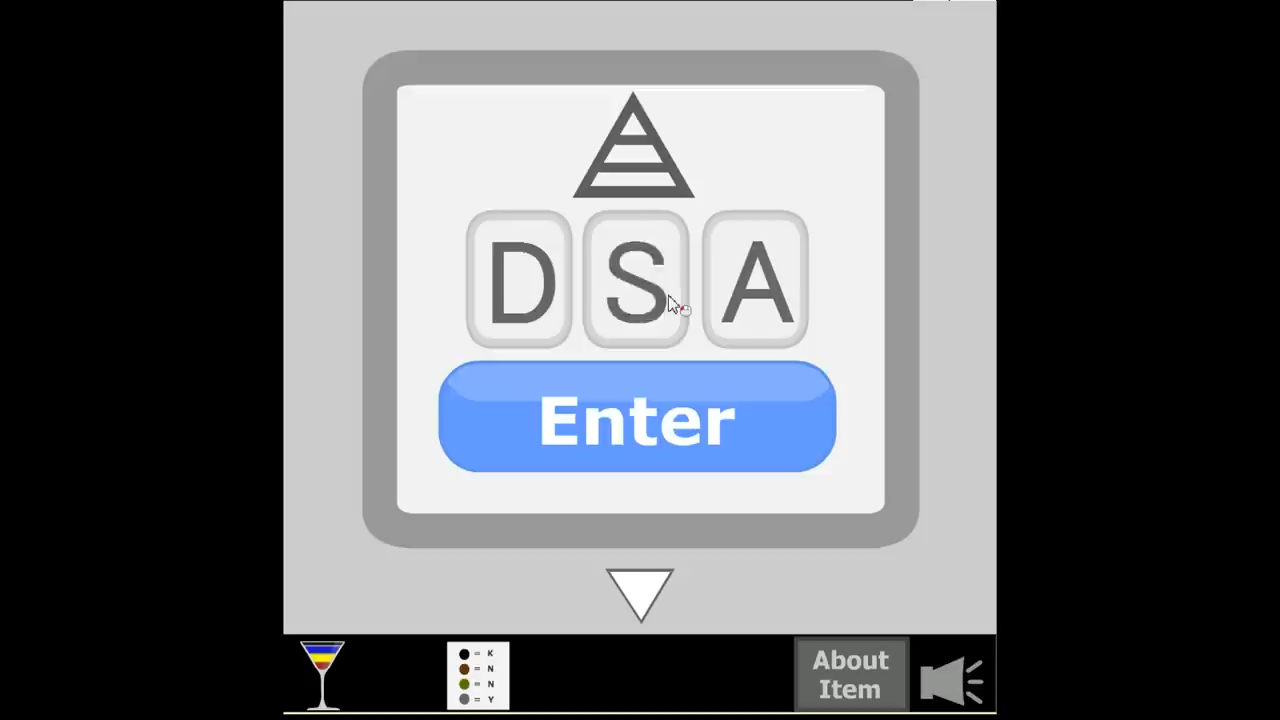 D S A
Enter
= K
= N
= N
= Y
About
Item